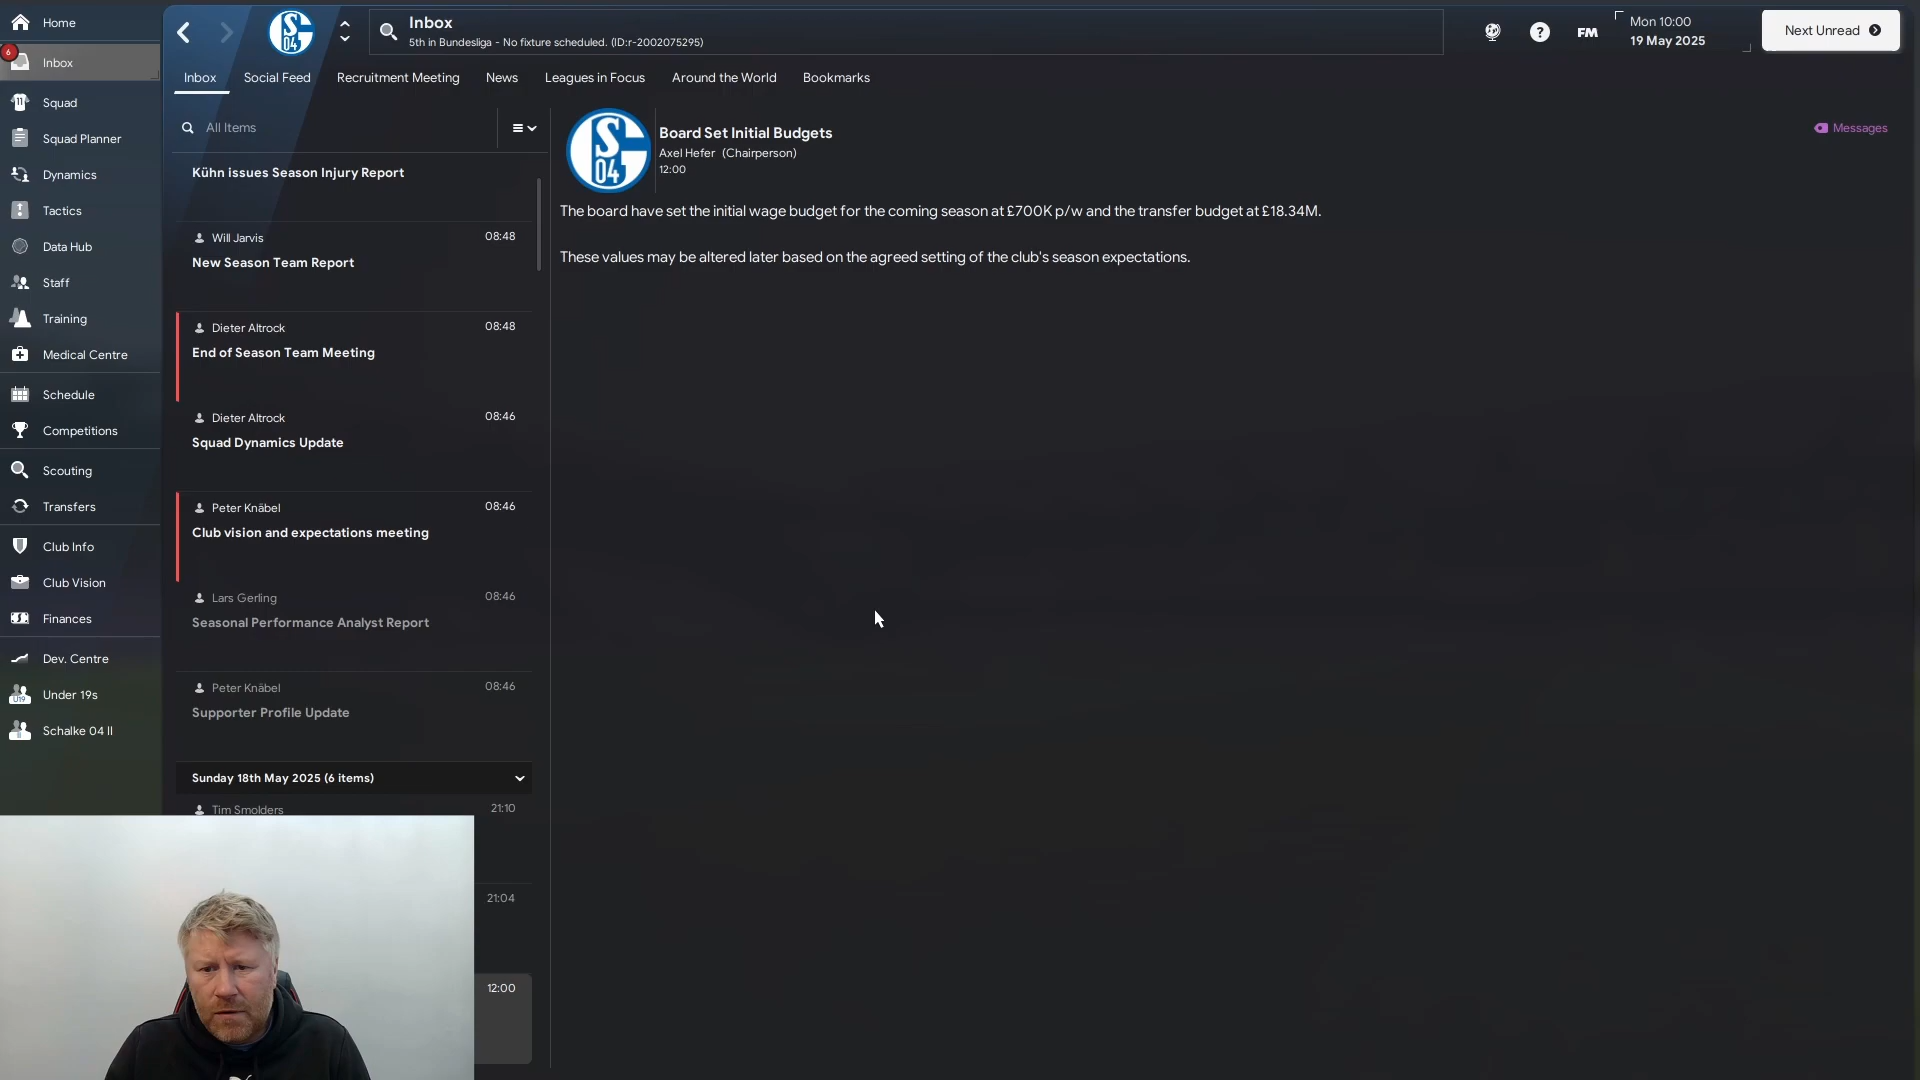 Home
6
Inbox
Squad
Squad Planner
Dynamics
Tactics
Data Hub
Staff
Training
Medical Centre
Schedule
Competitions
Scouting
Transfers
Club Info
Club Vision
Finances
Dev. Centre
U19
Under 19s
Schalke 04 II
Inbox
5th in Bundesliga - No fixture scheduled. (ID:r-2002075295)
?
FM
Mon 10:00
19 May 2025
Next Unread
Inbox
Social Feed
Recruitment Meeting
News
Leagues in Focus
Around the World
Bookmarks
All Items
Kühn issues Season Injury Report
Will Jarvis
08:48
New Season Team Report
Dieter Altrock
08:48
End of Season Team Meeting
Dieter Altrock
08:46
Squad Dynamics Update
Peter Knäbel
08:46
Club vision and expectations meeting
Lars Gerling
08:46
Seasonal Performance Analyst Report
Peter Knäbel
08:46
Supporter Profile Update
Sunday 18th May 2025 (6 items)
Tim Smolders
21:10
21:04
12:00
S 04
Board Set Initial Budgets
Axel Hefer (Chairperson)
12:00
Messages
The board have set the initial wage budget for the coming season at £700K p/w and the transfer budget at £18.34M.
These values may be altered later based on the agreed setting of the club's season expectations.